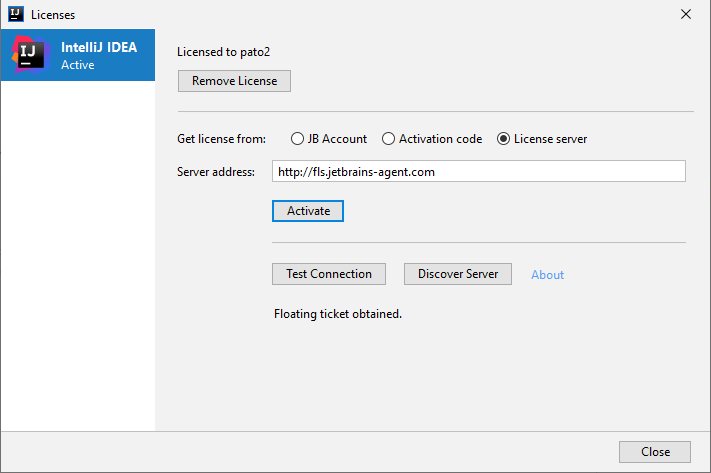 IJ Licenses
IJ IntelliJ IDEA
Active
Licensed to pato2
Remove License
Get license from: JB Account Activation code License server
Server address: http://fls.jetbrains-agent.com
Activate
Test Connection Discover Server About
Floating ticket obtained.
Close